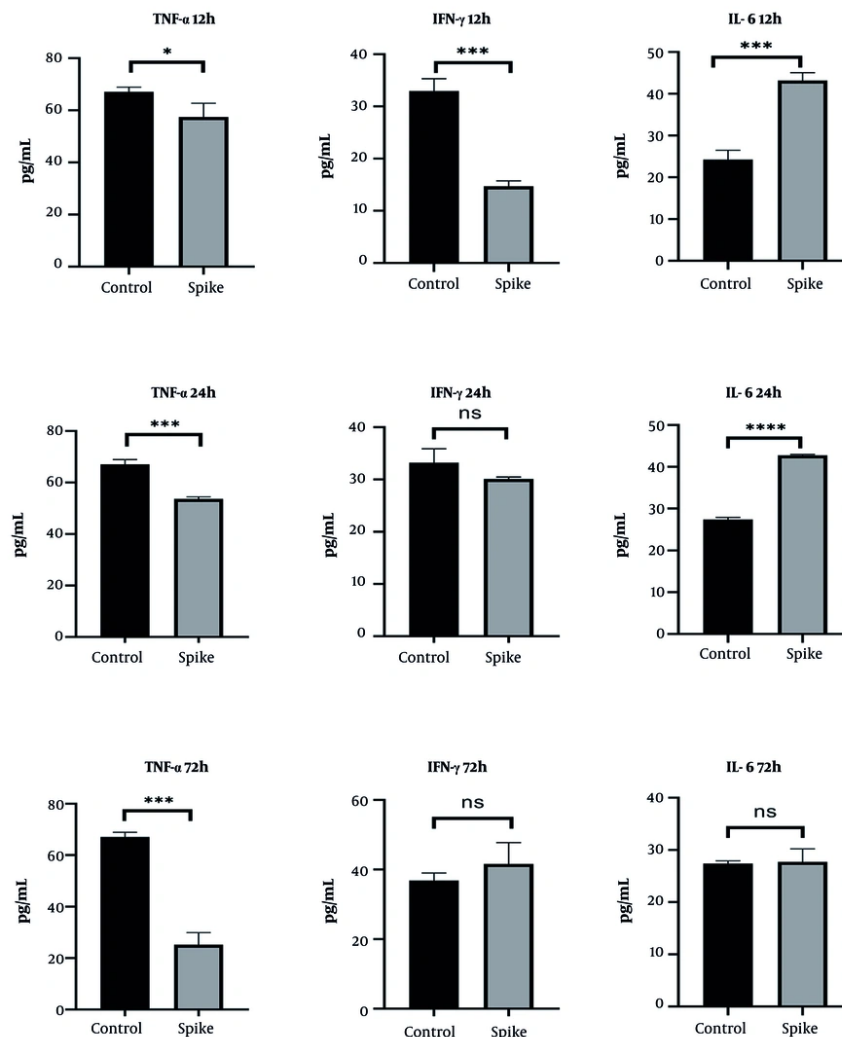 TNF-α 12h
*
pg/mL
80
60
40
20
0
Control Spike
IFN-γ 12h
***
pg/mL
40
30
20
10
0
Control Spike
IL- 6 12h
***
pg/mL
50
40
30
20
10
0
Control Spike
TNF-α 24h
***
pg/mL
80
60
40
20
0
Control Spike
IFN-γ 24h
ns
pg/mL
40
30
20
10
0
Control Spike
IL- 6 24h
****
pg/mL
50
40
30
20
10
0
Control Spike
TNF-α 72h
***
pg/mL
80
60
40
20
0
Control Spike
IFN-γ 72h
ns
pg/mL
60
40
20
0
Control Spike
IL- 6 72h
ns
pg/mL
40
30
20
10
0
Control Spike